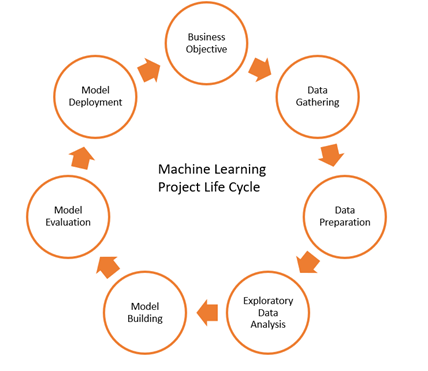 Business
Objective
Data
Gathering
Data
Preparation
Exploratory
Data
Analysis
Model
Building
Model
Evaluation
Model
Deployment
Machine Learning
Project Life Cycle